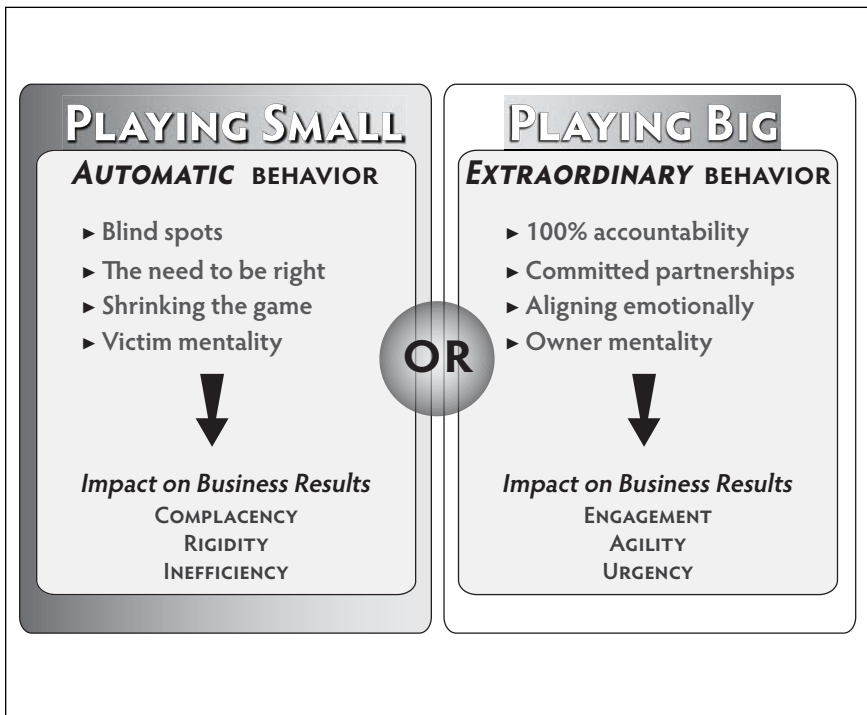 PLAYING SMALL
AUTOMATIC BEHAVIOR
► Blind spots
► The need to be right
► Shrinking the game
► Victim mentality
Impact on Business Results
COMPLACENCY
RIGIDITY
INEFFICIENCY
OR
PLAYING BIG
EXTRAORDINARY BEHAVIOR
► 100% accountability
► Committed partnerships
► Aligning emotionally
► Owner mentality
Impact on Business Results
ENGAGEMENT
AGILITY
URGENCY